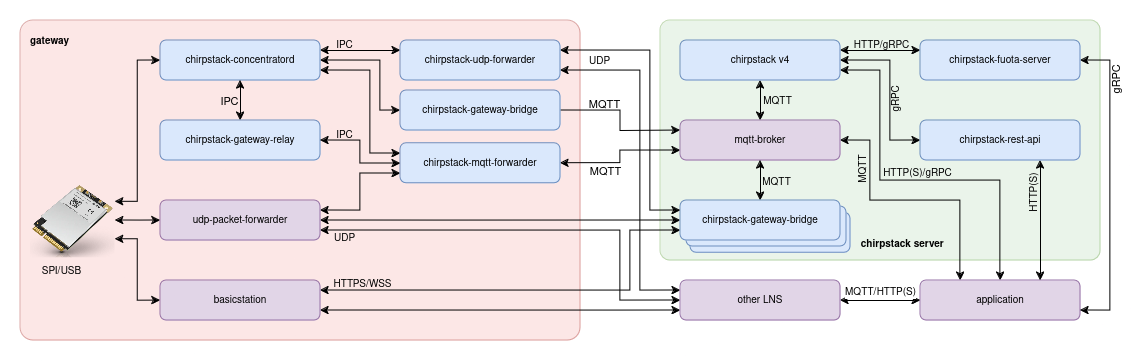 gateway
chirpstack-concentratord
IPC
chirpstack-udp-forwarder
UDP
chirpstack v4
HTTP/gRPC
chirpstack-fuota-server
gRPC
IPC
chirpstack-gateway-bridge
MQTT
MQTT
gRPC
chirpstack-gateway-relay
IPC
chirpstack-mqtt-forwarder
MQTT
mqtt-broker
MQTT
HTTP(S)/gRPC
chirpstack-rest-api
MQTT
HTTP(S)
udp-packet-forwarder
UDP
chirpstack-gateway-bridge
chirpstack server
SPI/USB
basicstation
HTTPS/WSS
other LNS
MQTT/HTTP(S)
application